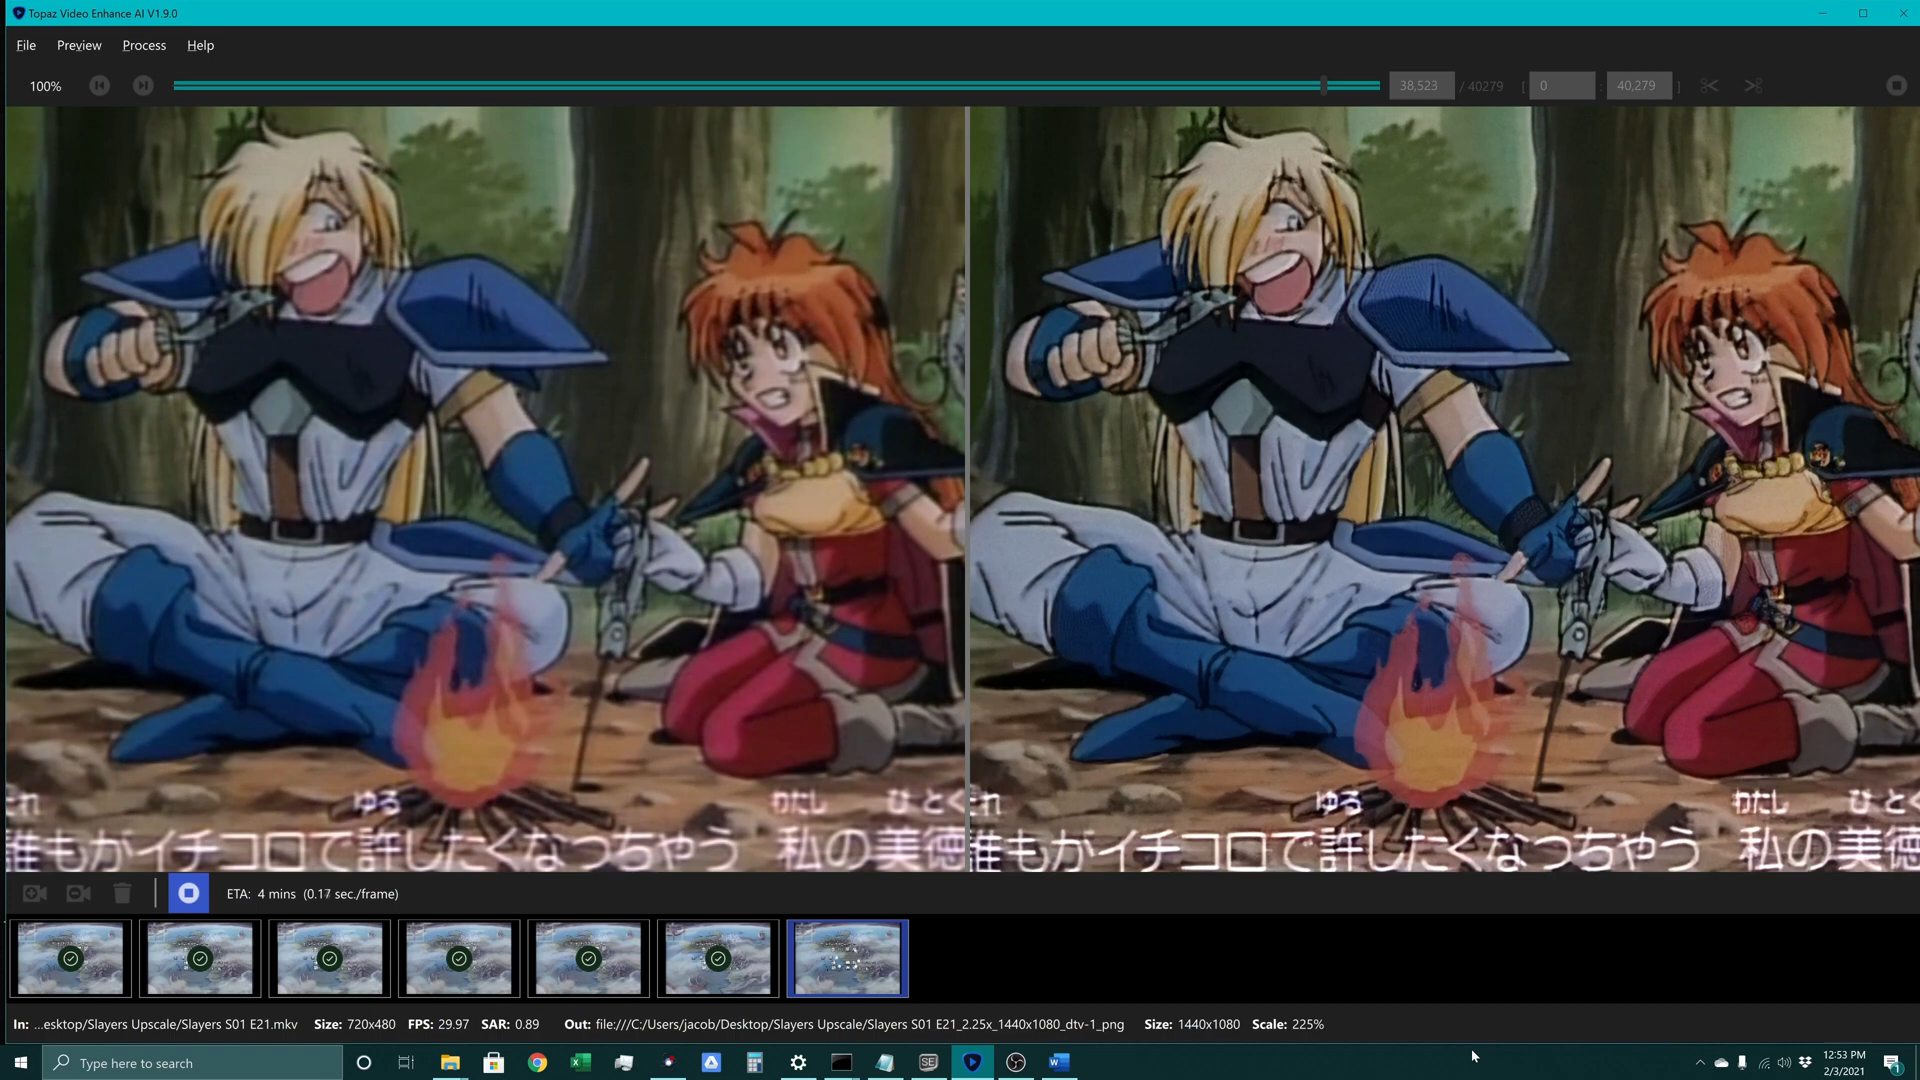 Topaz Video Enhance AI V1.9.0
File Preview Process Help
100% 38,523 / 40279 [ 0 : 40,279 ]
ゆる わたし ひとく
誰もがイチコロで許したくなっちゃう 私の美徳
れ ゆる わたし ひとく
誰もがイチコロで許したくなっちゃう 私の美徳
ETA: 4 mins (0.17 sec./frame)
In: ...esktop/Slayers Upscale/Slayers S01 E21.mkv Size: 720x480 FPS: 29.97 SAR: 0.89 Out: file:///C:/Users/jacob/Desktop/Slayers Upscale/Slayers S01 E21_2.25x_1440x1080_dtv-1_png Size: 1440x1080 Scale: 225%
Type here to search
SE
12:53 PM
2/3/2021
1